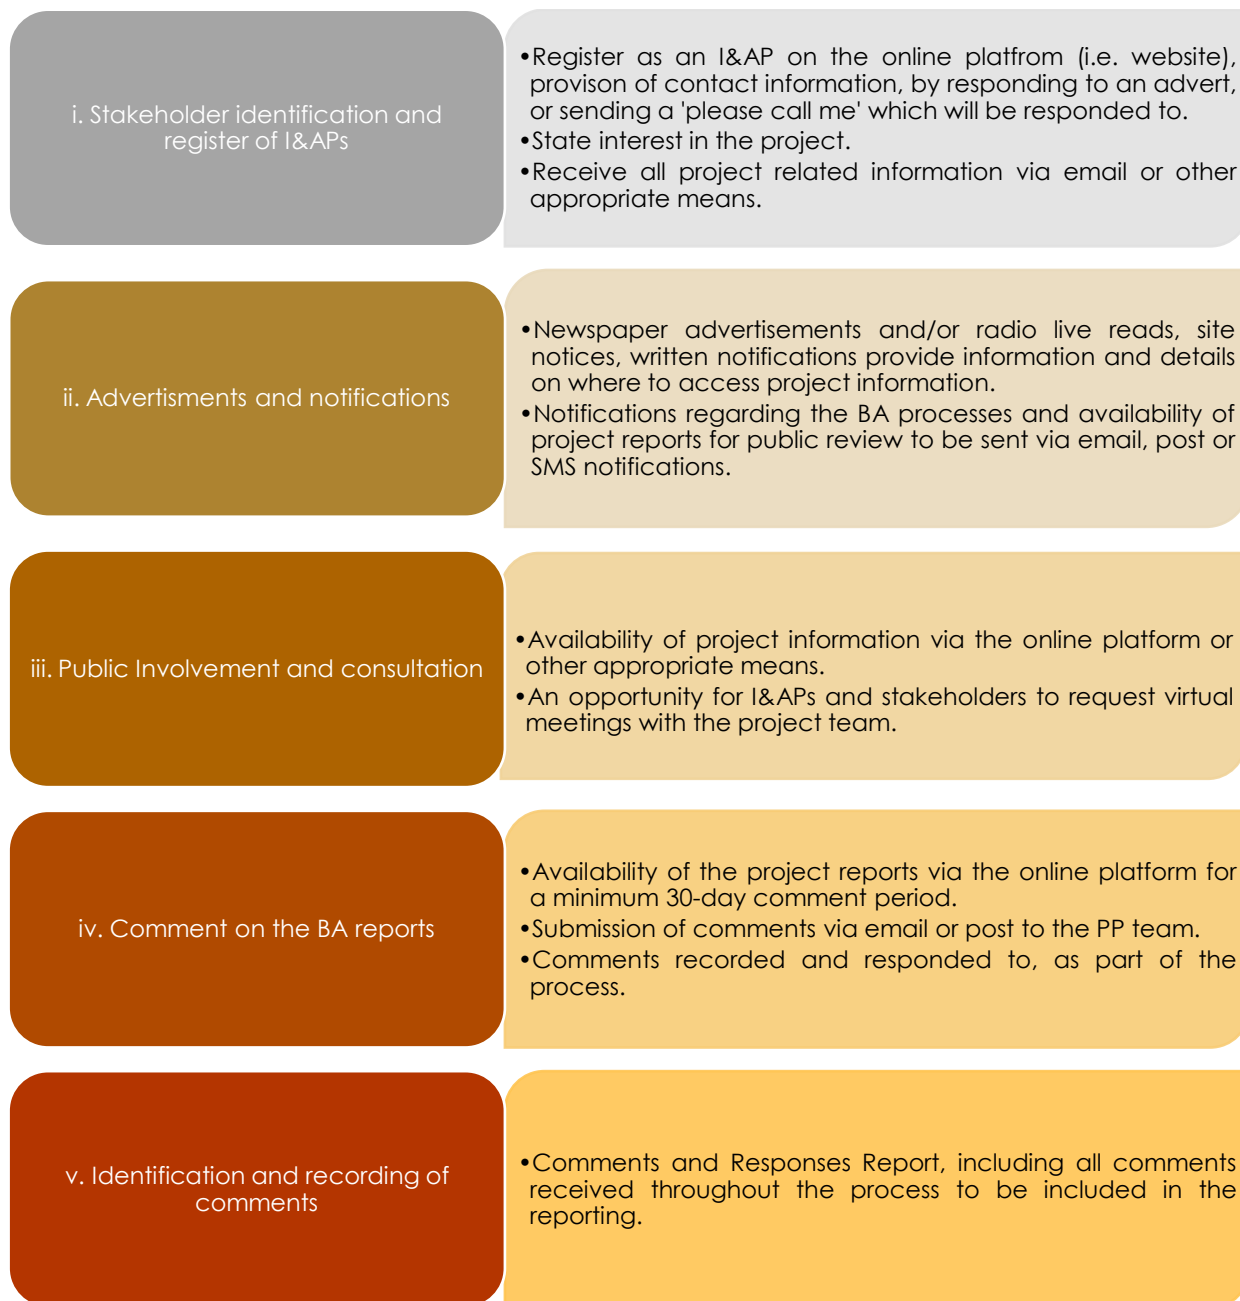 i. Stakeholder identification and
register of I&APs
•Register as an I&AP on the online platfrom (i.e. website),
provison of contact information, by responding to an advert,
or sending a 'please call me' which will be responded to.
•State interest in the project.
•Receive all project related information via email or other
appropriate means.
ii. Advertisments and notifications
•Newspaper advertisements and/or radio live reads, site
notices, written notifications provide information and details
on where to access project information.
•Notifications regarding the BA processes and availability of
project reports for public review to be sent via email, post or
SMS notifications.
iii. Public Involvement and consultation
•Availability of project information via the online platform or
other appropriate means.
•An opportunity for I&APs and stakeholders to request virtual
meetings with the project team.
iv. Comment on the BA reports
•Availability of the project reports via the online platform for
a minimum 30-day comment period.
•Submission of comments via email or post to the PP team.
•Comments recorded and responded to, as part of the
process.
v. Identification and recording of
comments
•Comments and Responses Report, including all comments
received throughout the process to be included in the
reporting.